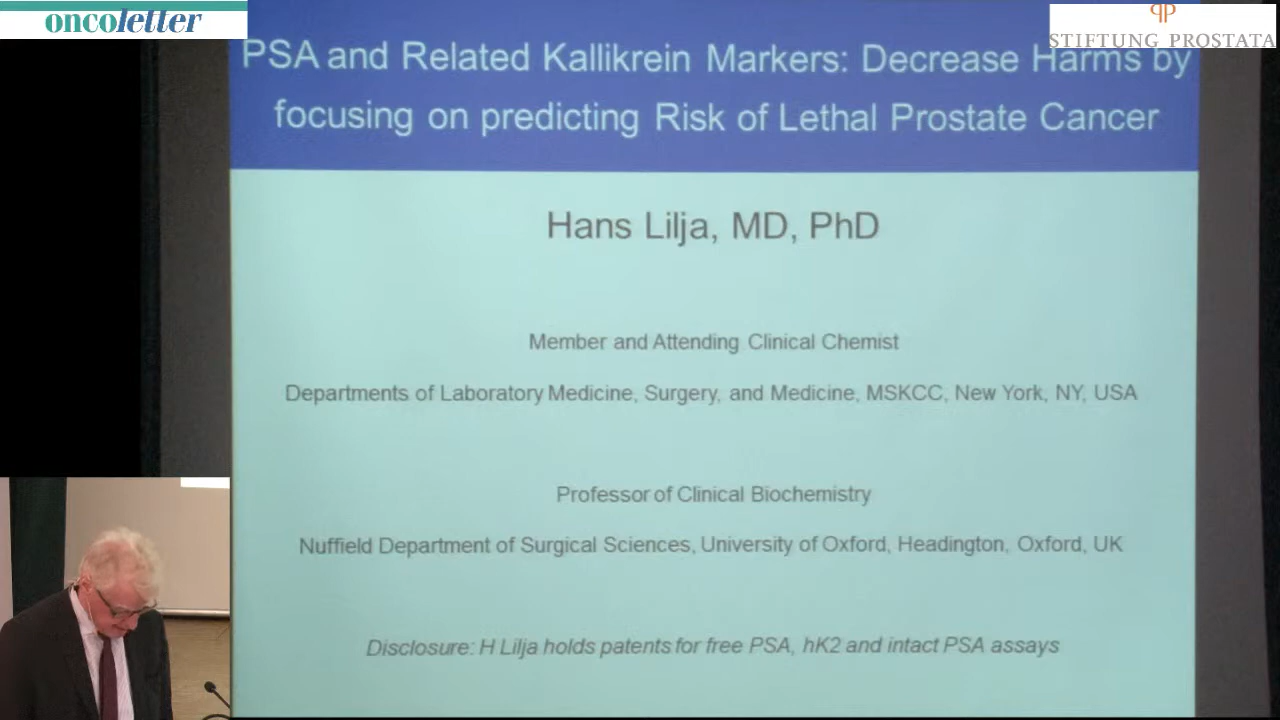 oncoletter
STIFTUNG PROSTATA
PSA and Related Kallikrein Markers: Decrease Harms by
focusing on predicting Risk of Lethal Prostate Cancer
Hans Lilja, MD, PhD
Member and Attending Clinical Chemist
Departments of Laboratory Medicine, Surgery, and Medicine, MSKCC, New York, NY, USA
Professor of Clinical Biochemistry
Nuffield Department of Surgical Sciences, University of Oxford, Headington, Oxford, UK
Disclosure: H Lilja holds patents for free PSA, hK2 and intact PSA assays